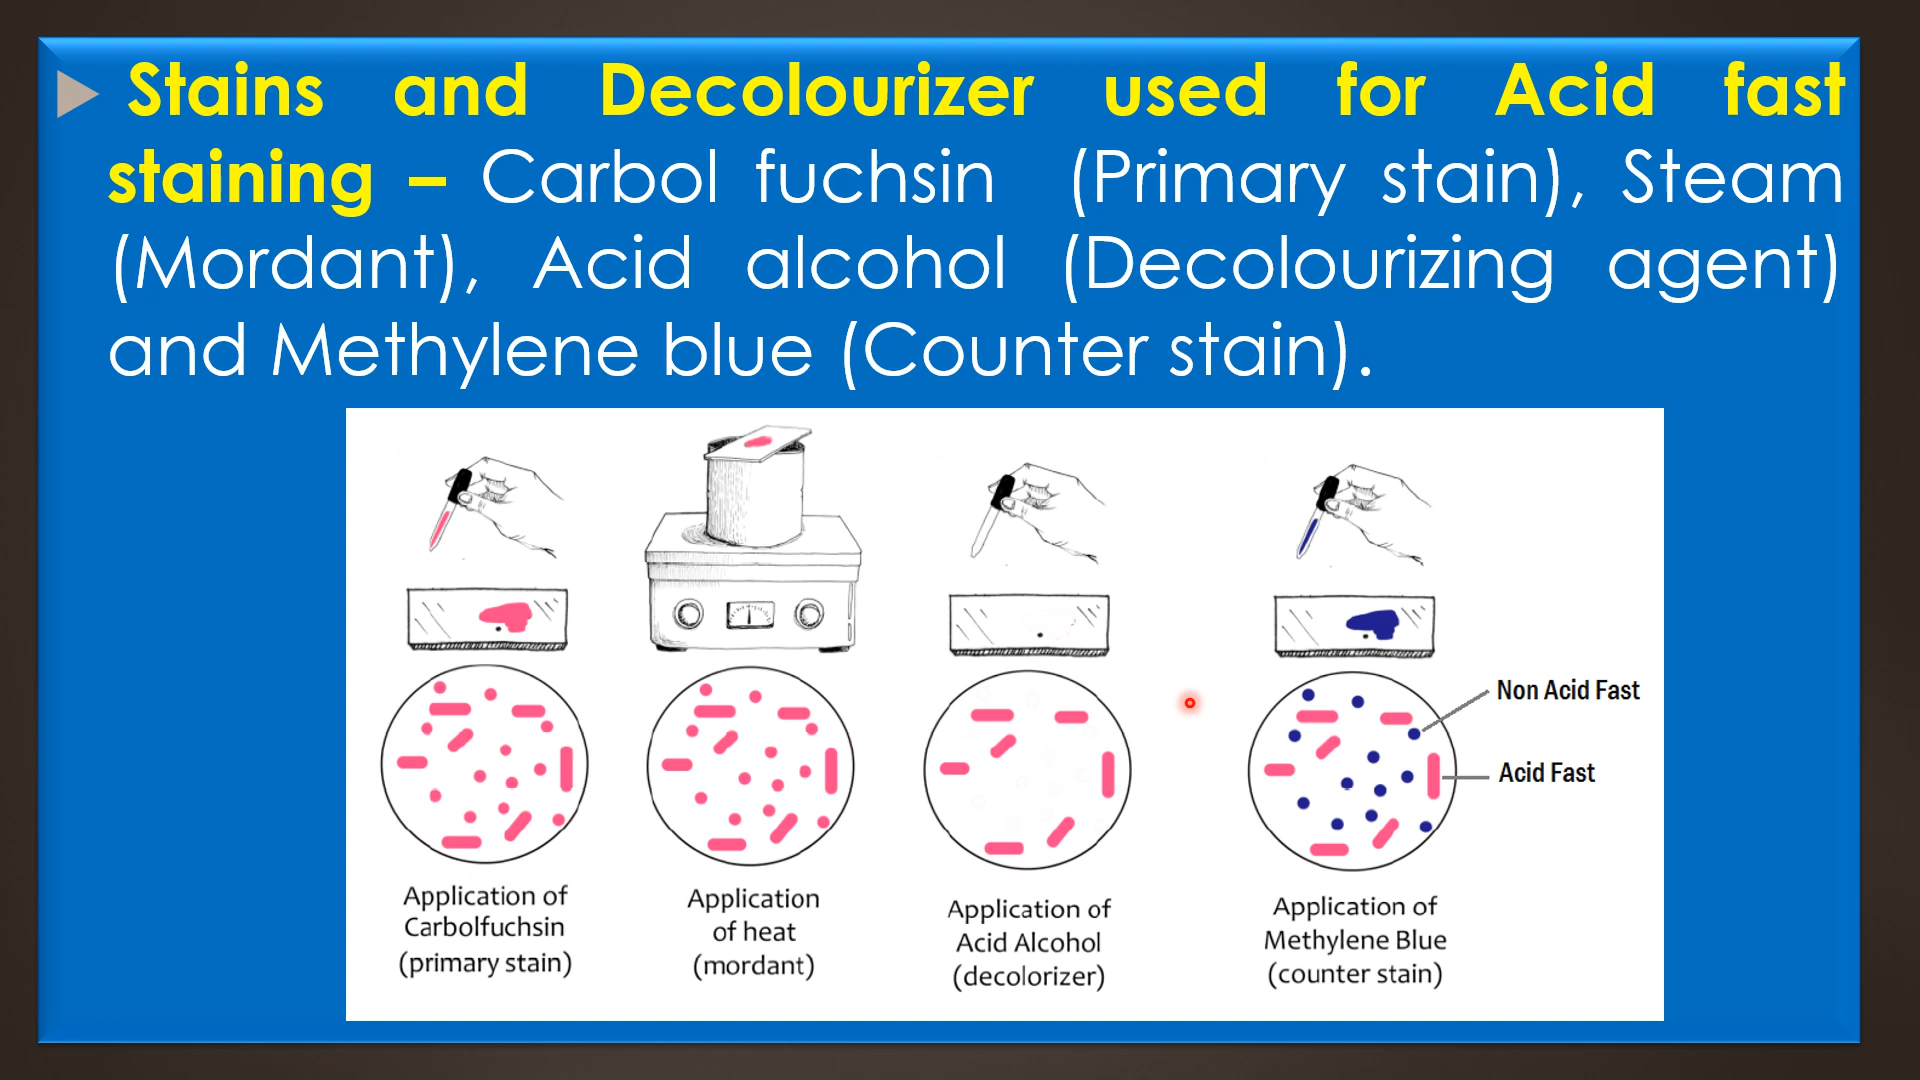 Stains and Decolourizer used for Acid fast
staining – Carbol fuchsin (Primary stain), Steam
(Mordant), Acid alcohol (Decolourizing agent)
and Methylene blue (Counter stain).
Non Acid Fast
Acid Fast
Application of
Carbolfuchsin
(primary stain)
Application
of heat
(mordant)
Application of
Acid Alcohol
(decolorizer)
Application of
Methylene Blue
(counter stain)